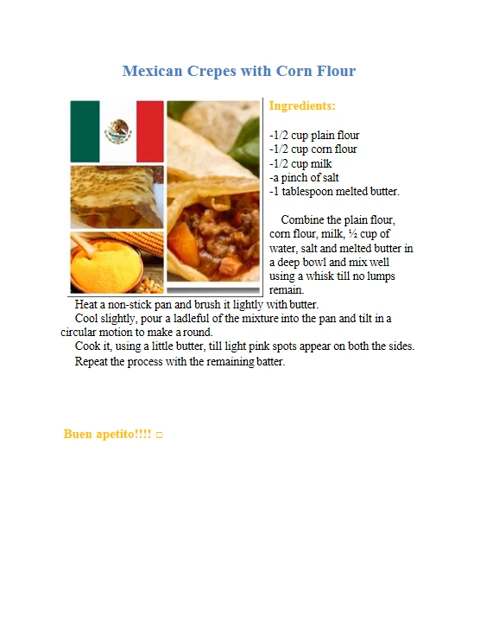 Mexican Crepes with Corn Flour
Ingredients:
-1/2 cup plain flour
-1/2 cup corn flour
-1/2 cup milk
-a pinch of salt
-1 tablespoon melted butter.
Combine the plain flour,
corn flour, milk, ½ cup of
water, salt and melted butter in
a deep bowl and mix well
using a whisk till no lumps
remain.
Heat a non-stick pan and brush it lightly with butter.
Cool slightly, pour a ladleful of the mixture into the pan and tilt in a
circular motion to make a round.
Cook it, using a little butter, till light pink spots appear on both the sides.
Repeat the process with the remaining batter.
Buen apetito!!!! □